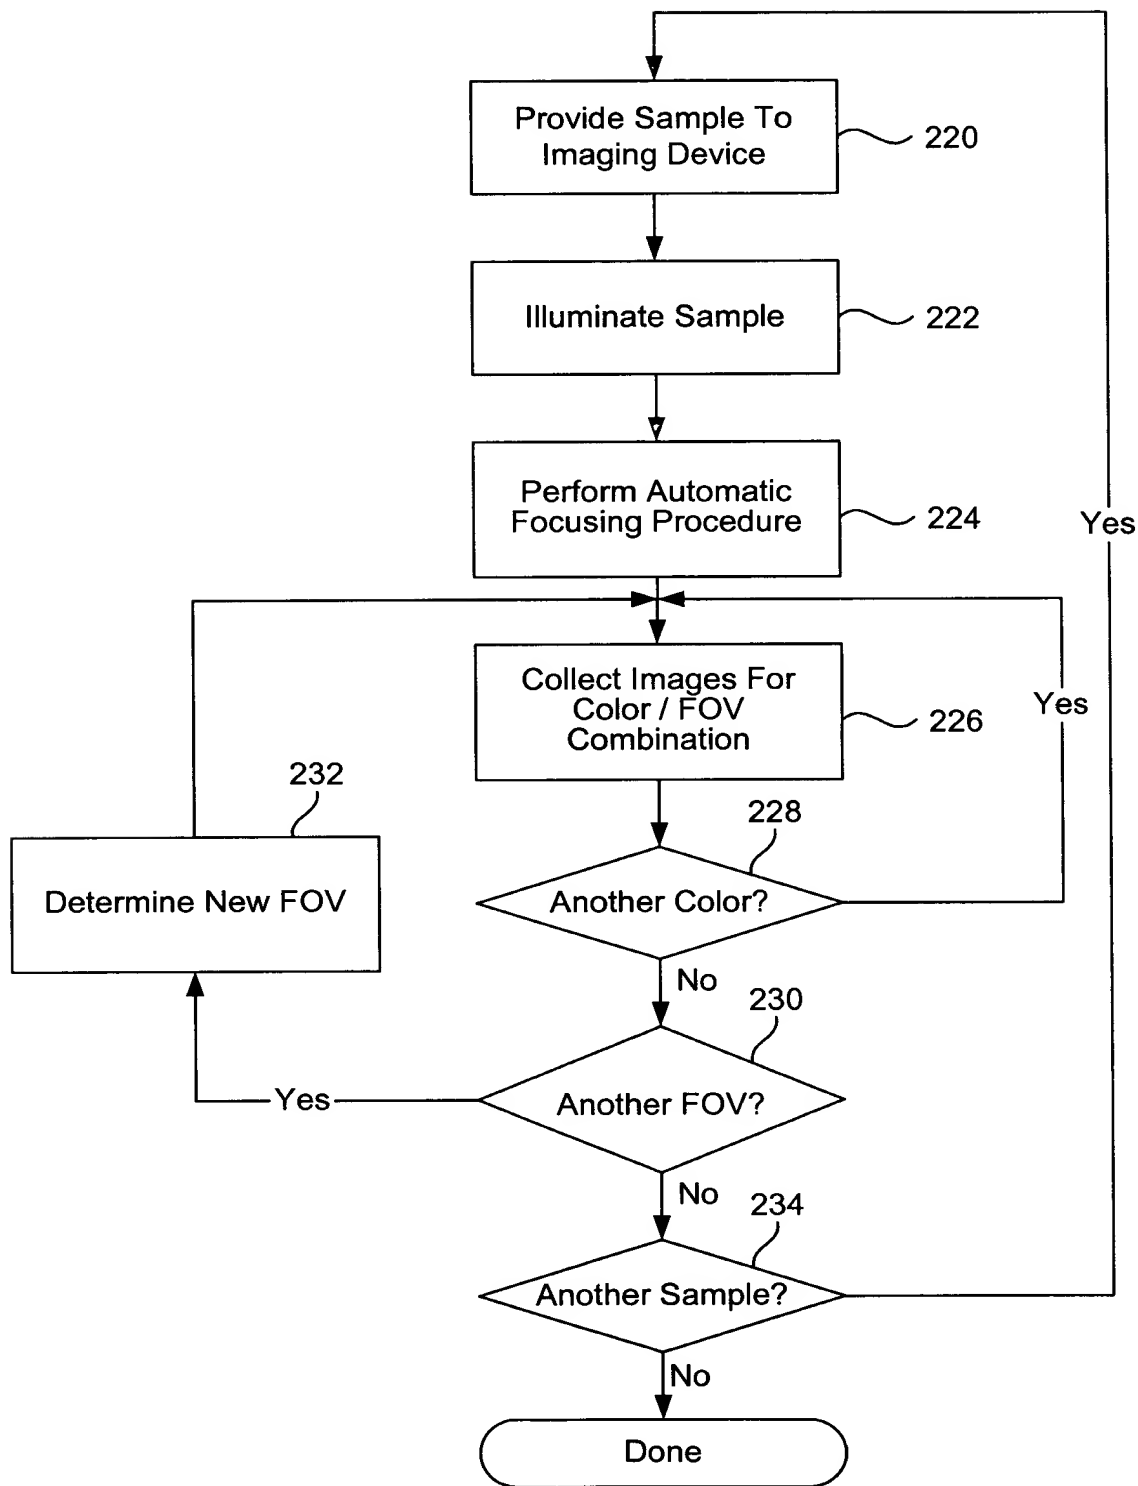 Provide Sample To
Imaging Device
220
Illuminate Sample
222
Perform Automatic
Focusing Procedure
224
Yes
Collect Images For
Color / FOV
Combination
226
Yes
232
Determine New FOV
228
Another Color?
No
230
Another FOV?
Yes
No
234
Another Sample?
No
Done